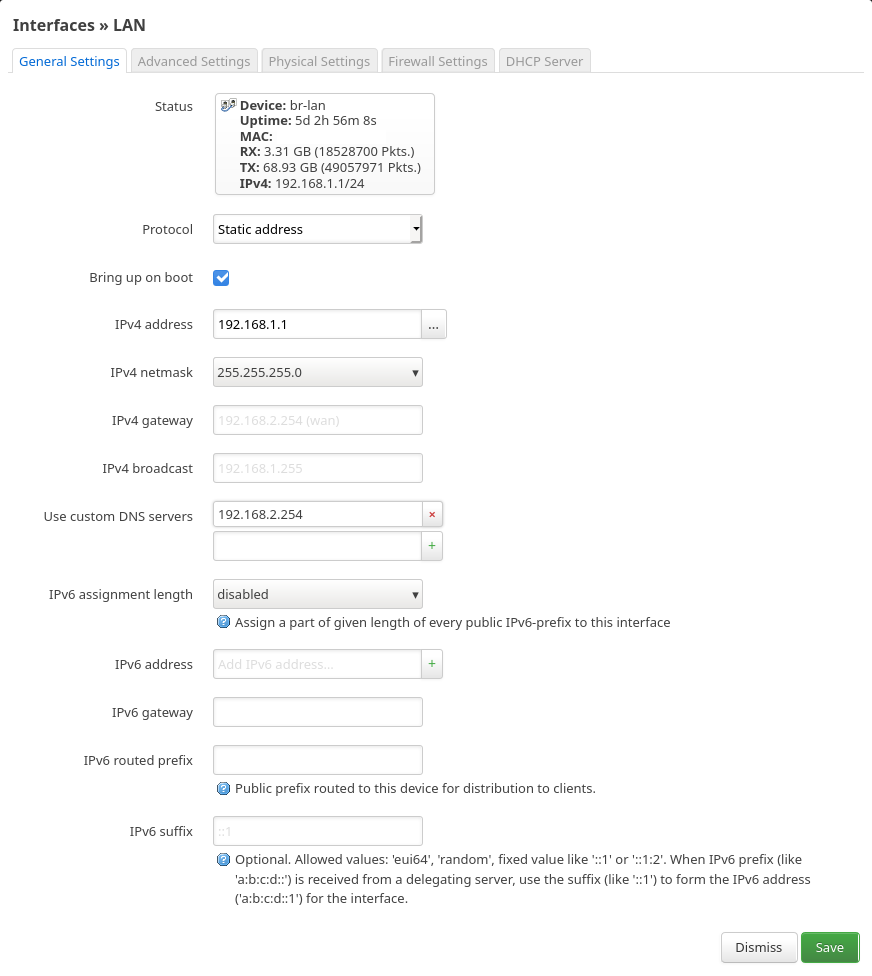 Interfaces » LAN
General Settings
Advanced Settings
Physical Settings
Firewall Settings
DHCP Server
Status
Device: br-lan
Uptime: 5d 2h 56m 8s
MAC:
RX: 3.31 GB (18528700 Pkts.)
TX: 68.93 GB (49057971 Pkts.)
IPv4: 192.168.1.1/24
Protocol
Static address
Bring up on boot
IPv4 address
192.168.1.1
...
IPv4 netmask
255.255.255.0
IPv4 gateway
192.168.2.254 (wan)
IPv4 broadcast
192.168.1.255
Use custom DNS servers
192.168.2.254
×
+
IPv6 assignment length
disabled
Assign a part of given length of every public IPv6-prefix to this interface
IPv6 address
Add IPv6 address...
+
IPv6 gateway
IPv6 routed prefix
Public prefix routed to this device for distribution to clients.
IPv6 suffix
::1
Optional. Allowed values: 'eui64', 'random', fixed value like '::1' or '::1:2'. When IPv6 prefix (like
'a:b:c:d::') is received from a delegating server, use the suffix (like '::1') to form the IPv6 address
('a:b:c:d::1') for the interface.
Dismiss
Save